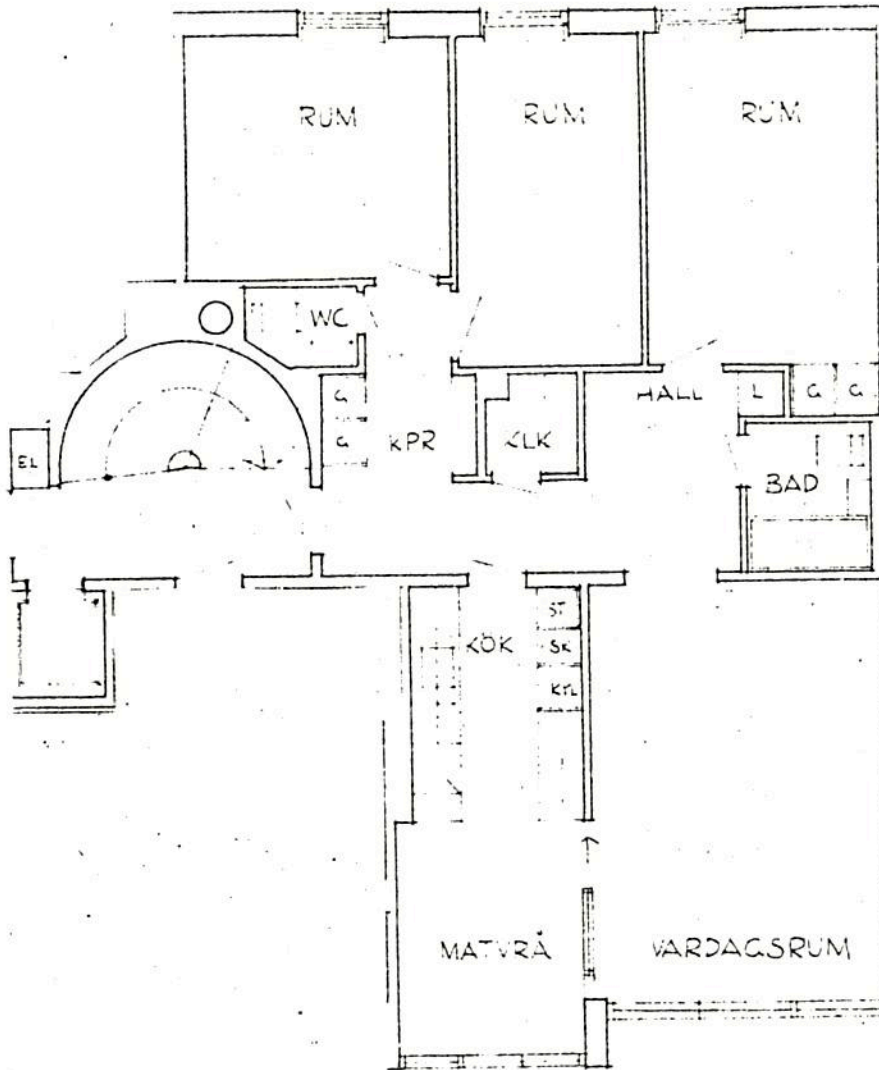 RUM
RUM
RUM
WC
G
G
KPR
KLK
HALL
L
G
G
EL
BAD
KÖK
ST
SK
KYL
MATVRÅ
VARDAGSRUM